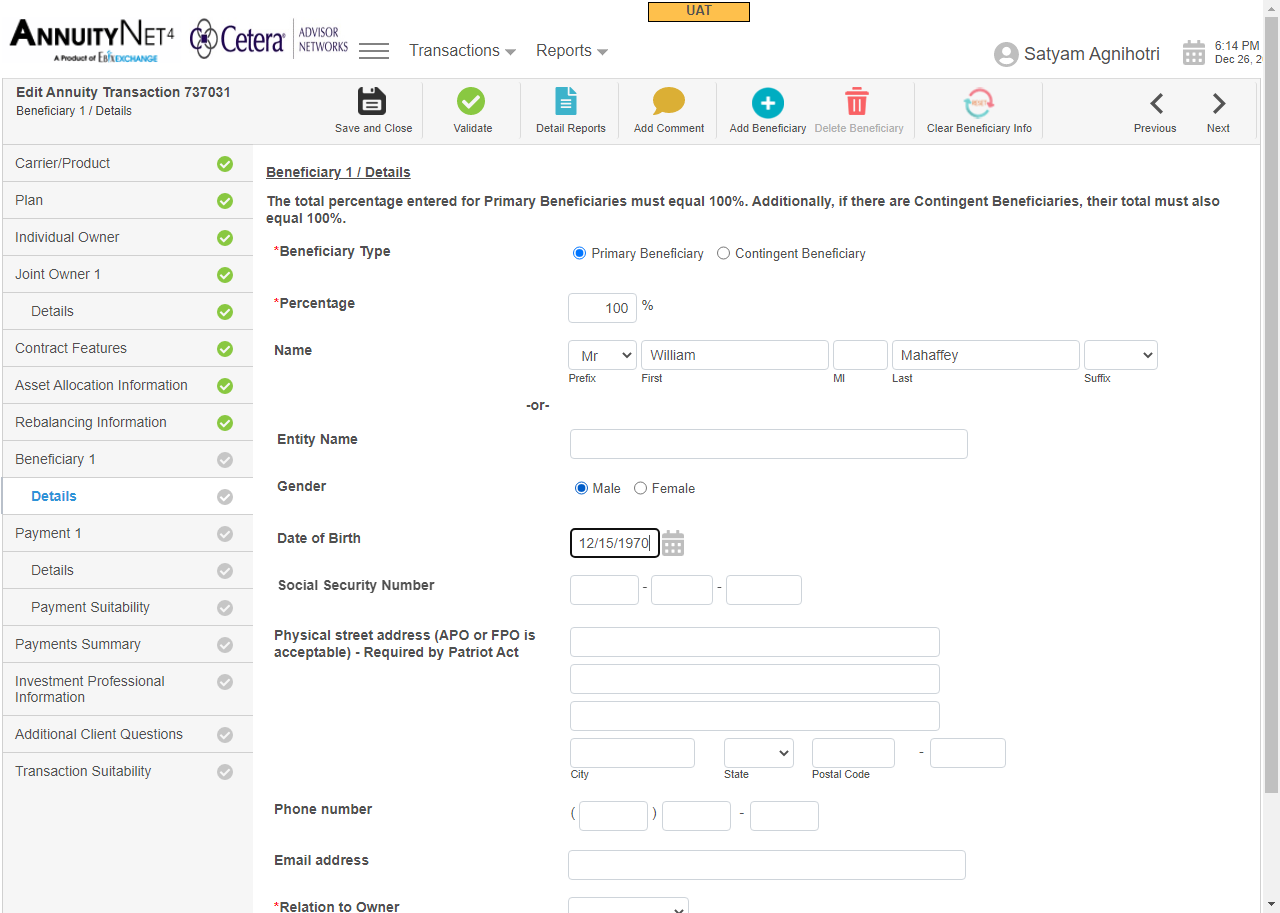 UAT
ANNUITYNET4
A Product of EBIXEXCHANGE
Cetera®
ADVISOR
NETWORKS
Transactions
Reports
Satyam Agnihotri
6:14 PM
Dec 26, 2
Edit Annuity Transaction 737031
Beneficiary 1 / Details
Save and Close
Validate
Detail Reports
Add Comment
Add Beneficiary
Delete Beneficiary
RESET
Clear Beneficiary Info
Previous
Next
Carrier/Product
Plan
Individual Owner
Joint Owner 1
Details
Contract Features
Asset Allocation Information
Rebalancing Information
Beneficiary 1
Details
Payment 1
Details
Payment Suitability
Payments Summary
Investment Professional
Information
Additional Client Questions
Transaction Suitability
Beneficiary 1 / Details
The total percentage entered for Primary Beneficiaries must equal 100%. Additionally, if there are Contingent Beneficiaries, their total must also
equal 100%.
*Beneficiary Type Primary Beneficiary Contingent Beneficiary
*Percentage 100 %
Name Mr William Mahaffey
Prefix First MI Last Suffix
-or-
Entity Name
Gender Male Female
Date of Birth 12/15/1970
Social Security Number - -
Physical street address (APO or FPO is
acceptable) - Required by Patriot Act
-
City State Postal Code
Phone number ( ) -
Email address
*Relation to Owner